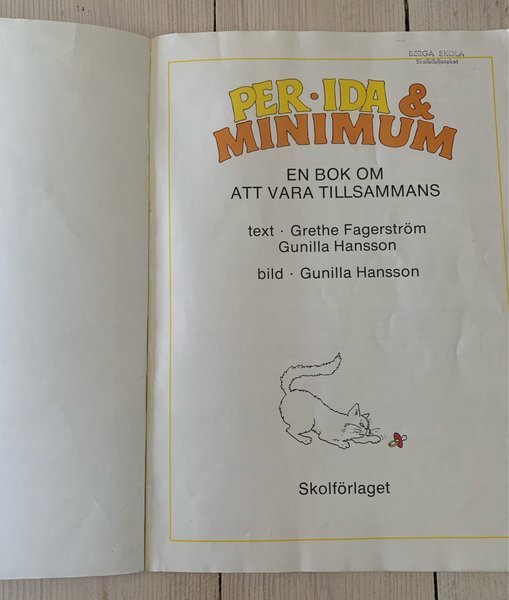 BERGA SKOLA
Skolbiblioteket
PER · IDA &
MINIMUM
EN BOK OM
ATT VARA TILLSAMMANS
text · Grethe Fagerström
Gunilla Hansson
bild · Gunilla Hansson
Skolförlaget